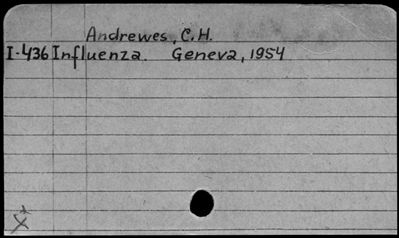 Andrewes, C.H.
I-436 Influenza. Geneva, 1954